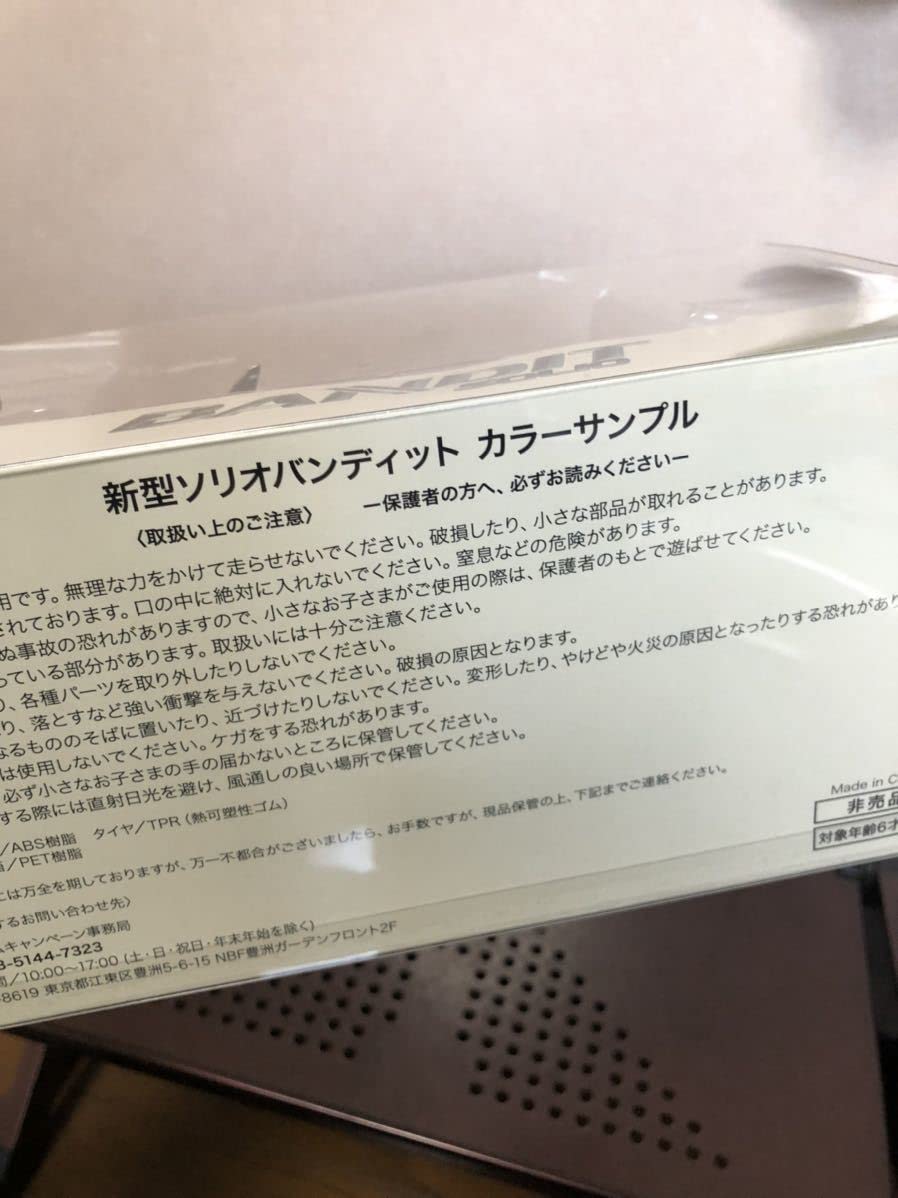 BANDIT
新型ソリオバンディット カラーサンプル
〈取扱い上のご注意〉 ー保護者の方へ、必ずお読みくださいー
用です。無理な力をかけて走らせないでください。破損したり、小さな部品が取れることがあります。
されております。口の中に絶対に入れないでください。窒息などの危険があります。
ぬ事故の恐れがありますので、小さなお子さまがご使用の際は、保護者のもとで遊ばせてください。
っている部分があります。取扱いには十分ご注意ください。
り、各種パーツを取り外したりしないでください。
り、落とすなど強い衝撃を与えないでください。破損の原因となります。
なるもののそばに置いたり、近づけたりしないでください。変形したり、やけどや火災の原因となったりする恐れがあり
は使用しないでください。ケガをする恐れがあります。
必ず小さなお子さまの手の届かないところに保管してください。
する際には直射日光を避け、風通しの良い場所で保管してください。
/ABS樹脂 タイヤ/TPR(熱可塑性ゴム)
/PET樹脂
には万全を期しておりますが、万一不都合がございましたら、お手数ですが、現品保管の上、下記までご連絡ください。
するお問い合わせ先〉
ムキャンペーン事務局
3-5144-7323
間/10:00〜17:00 (土・日・祝日・年末年始を除く)
-8619 東京都江東区豊洲5-6-15 NBF豊洲ガーデンフロント2F
Made in C
非売品
対象年齢6才